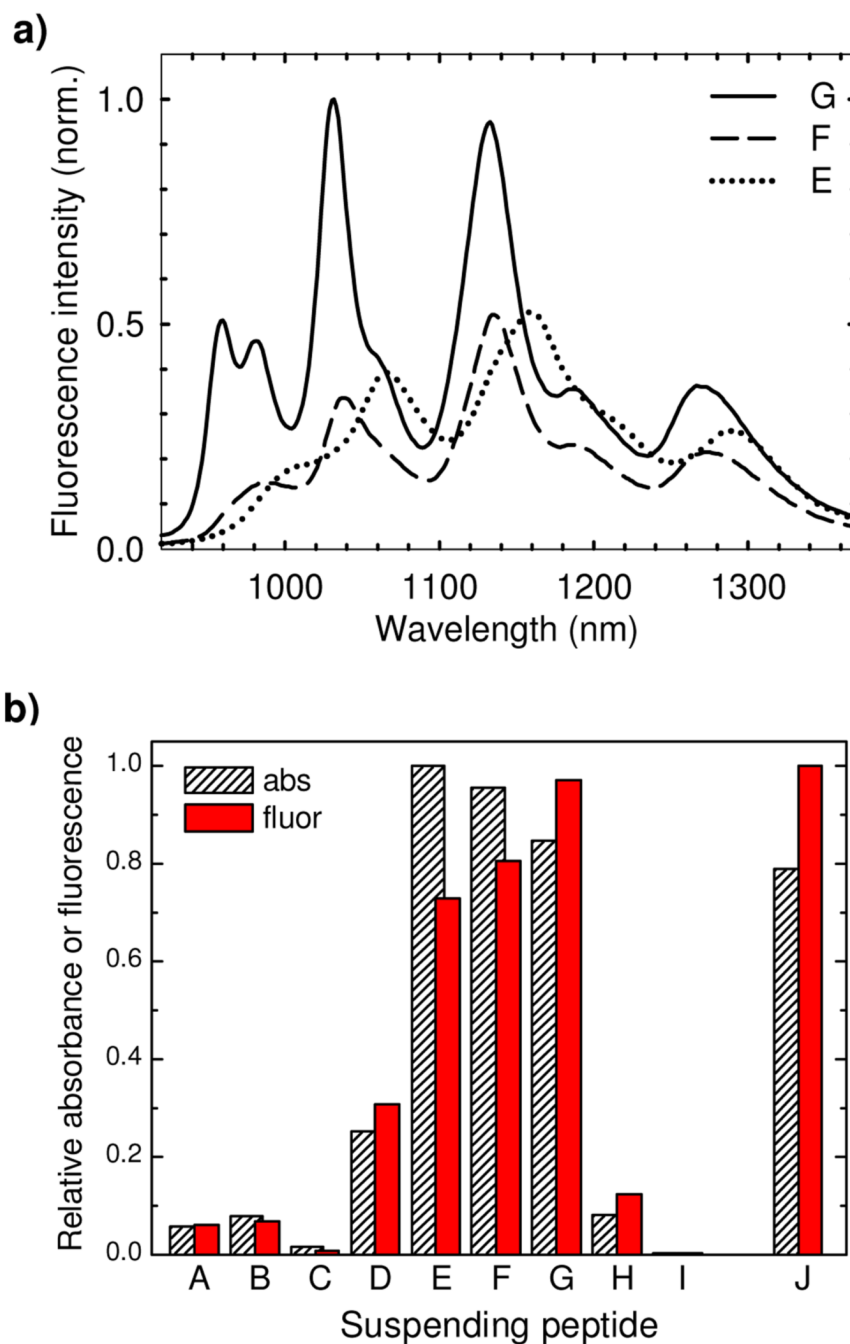 a)
Fluorescence intensity (norm.)
1.0
0.5
0.0
G
F
E
1000 1100 1200 1300
Wavelength (nm)
b)
Relative absorbance or fluorescence
1.0
0.8
0.6
0.4
0.2
0.0
abs
fluor
A B C D E F G H I J
Suspending peptide